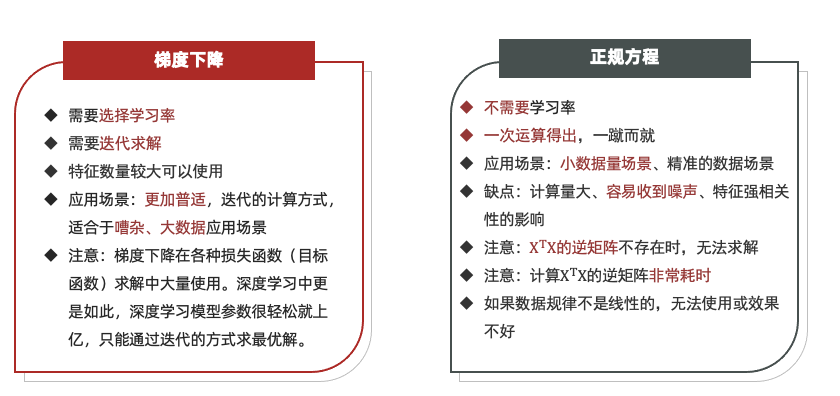 梯度下降
◆ 需要选择学习率
◆ 需要迭代求解
◆ 特征数量较大可以使用
◆ 应用场景：更加普适，迭代的计算方式，
适合于嘈杂、大数据应用场景
◆ 注意：梯度下降在各种损失函数（目标
函数）求解中大量使用。深度学习中更
是如此，深度学习模型参数很轻松就上
亿，只能通过迭代的方式求最优解。
正规方程
◆ 不需要学习率
◆ 一次运算得出，一蹴而就
◆ 应用场景：小数据量场景、精准的数据场景
◆ 缺点：计算量大、容易收到噪声、特征强相关
性的影响
◆ 注意：XᵀX的逆矩阵不存在时，无法求解
◆ 注意：计算XᵀX的逆矩阵非常耗时
◆ 如果数据规律不是线性的，无法使用或效果
不好